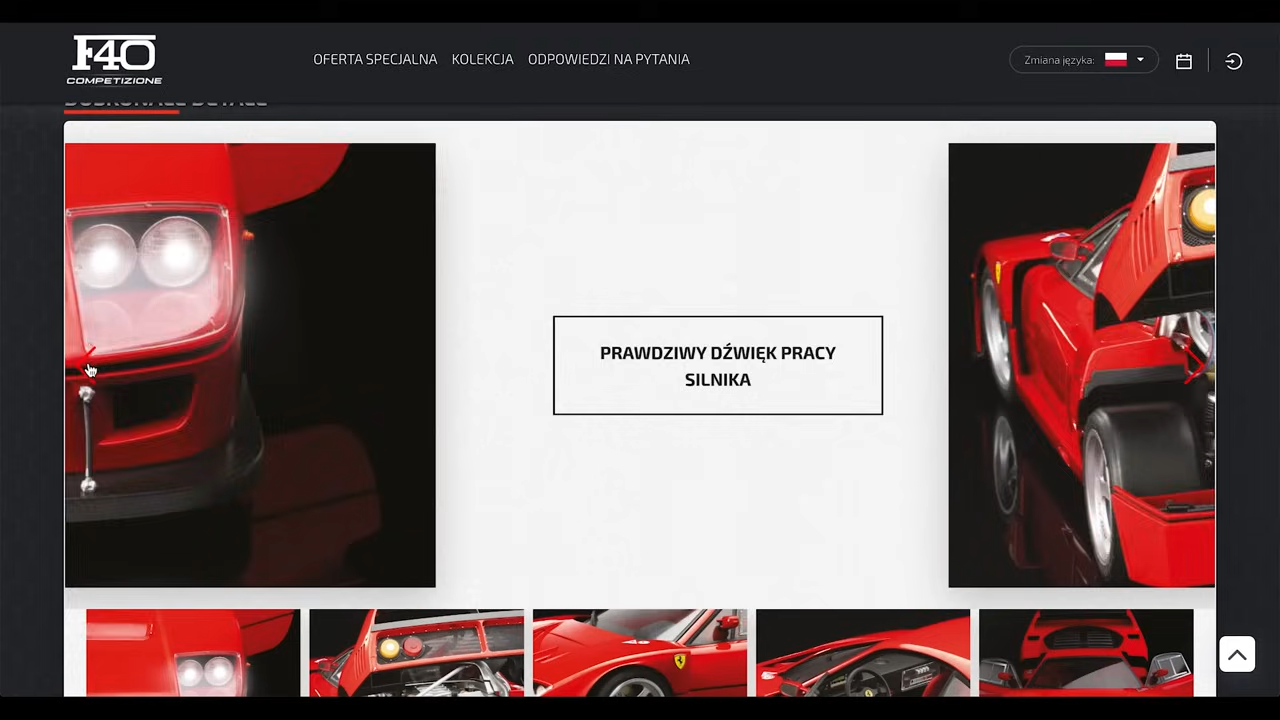 F40
COMPETIZIONE
OFERTA SPECJALNA KOLEKCJA ODPOWIEDZI NA PYTANIA
Zmiana języka:
PRAWDZIWY DŹWIĘK PRACY
SILNIKA